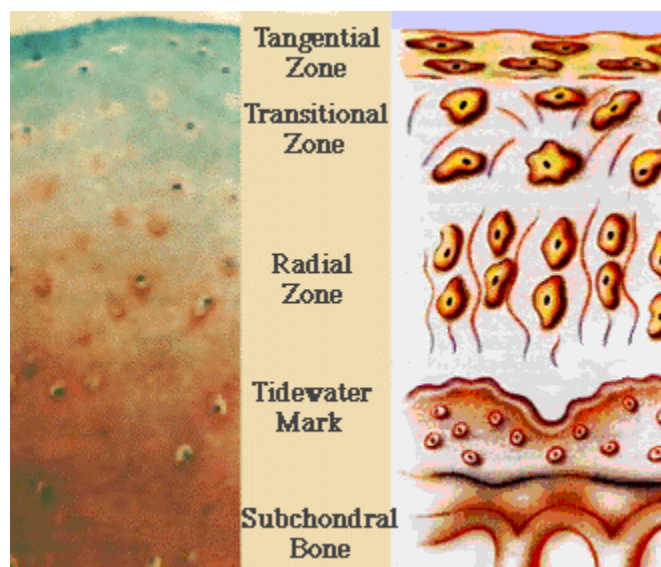 Tangential
Zone
Transitional
Zone
Radial
Zone
Tidewater
Mark
Subchondral
Bone